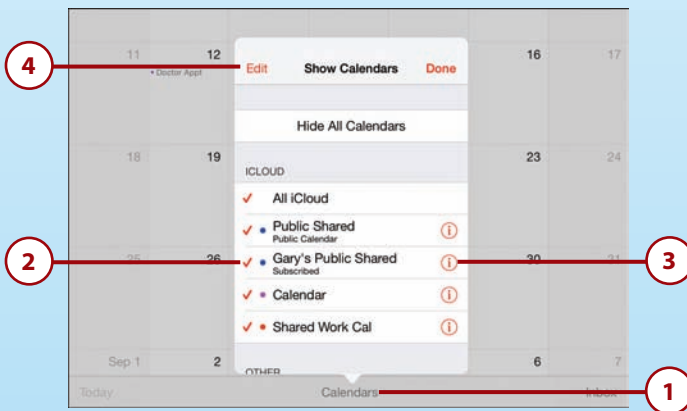 11 12 16 17
• Doctor Appt
4
Edit Show Calendars Done
Hide All Calendars
18 19 23 24
ICLOUD
✓ All iCloud
✓ • Public Shared
Public Calendar
2
25 26 30 31
✓ • Gary's Public Shared
Subscribed
3
✓ • Calendar
✓ • Shared Work Cal
Sep 1 2 6 7
OTHER
Today Calendars Inbox
1